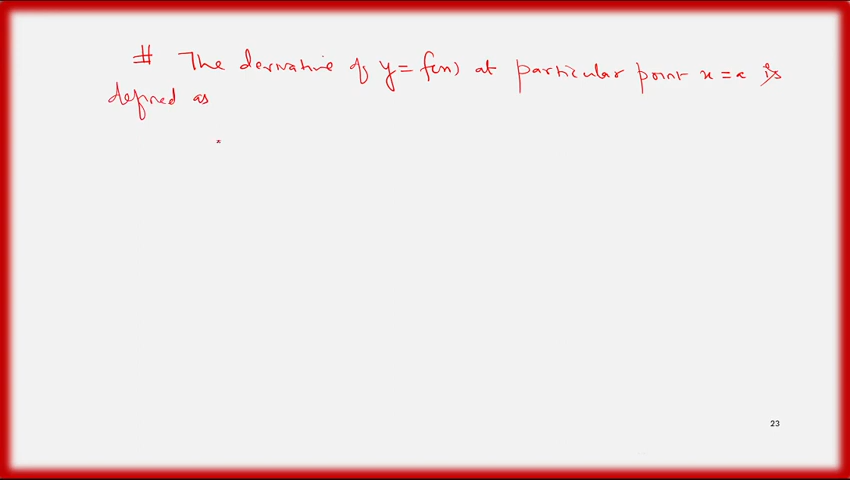 # The derivative of y = f(x) at particular point x = a is
defined as
23